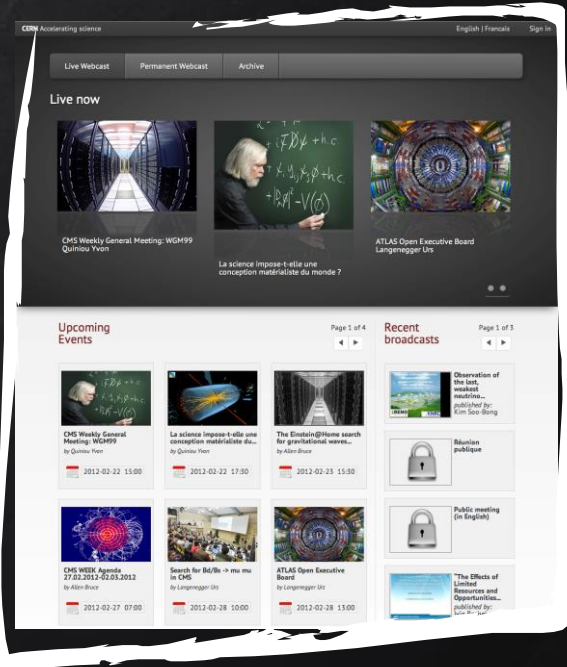 CERN Accelerating science
English | Francais Sign in
Live Webcast Permanent Webcast Archive
Live now
CMS Weekly General Meeting: WGM99
Quiniou Yvon
La science impose-t-elle une
conception matérialiste du monde ?
ATLAS Open Executive Board
Langenegger Urs
Upcoming
Events
Page 1 of 4
CMS Weekly General
Meeting: WGM99
by Quiniou Yvon
2012-02-22 15:00
La science impose-t-elle une
conception matérialiste du...
by Quiniou Yvon
2012-02-22 17:30
The Einstein@Home search
for gravitational waves...
by Allen Bruce
2012-02-23 15:30
CMS WEEK Agenda
27.02.2012-02.03.2012
by Allen Bruce
2012-02-27 07:00
Search for Bd/Bs -> mu mu
in CMS
by Langenegger Urs
2012-02-28 10:00
ATLAS Open Executive
Board
by Langenegger Urs
2012-02-28 13:00
Recent
broadcasts
Page 1 of 3
Observation of
the last,
weakest
neutrino...
published by:
Kim Soo-Bong
Réunion
publique
Public meeting
(in English)
"The Effects of
Limited
Resources and
Opportunities...
published by: